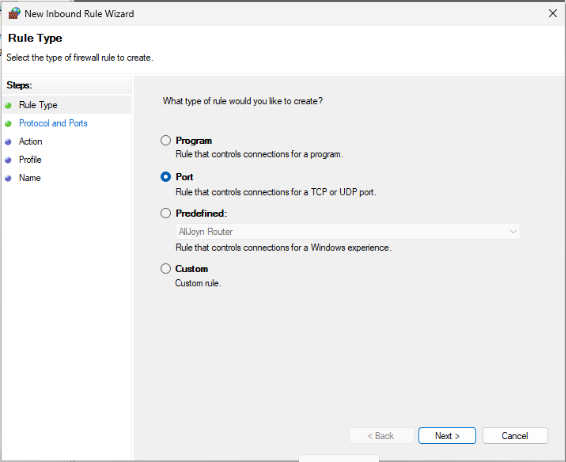 New Inbound Rule Wizard
Rule Type
Select the type of firewall rule to create.
Steps:
Rule Type
Protocol and Ports
Action
Profile
Name
What type of rule would you like to create?
Program
Rule that controls connections for a program.
Port
Rule that controls connections for a TCP or UDP port.
Predefined:
AllJoyn Router
Rule that controls connections for a Windows experience.
Custom
Custom rule.
< Back
Next >
Cancel